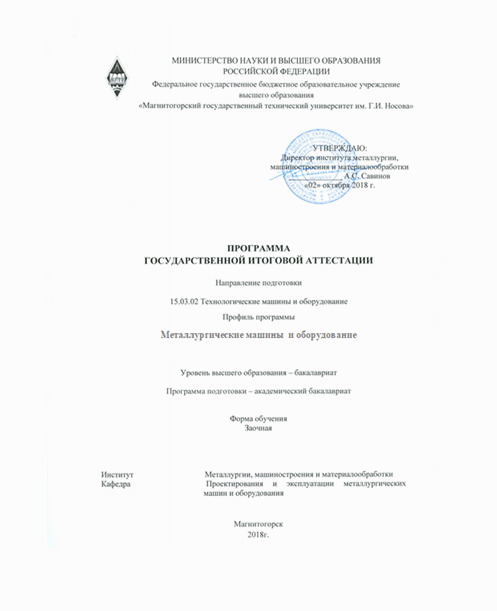 МИНИСТЕРСТВО НАУКИ И ВЫСШЕГО ОБРАЗОВАНИЯ
РОССИЙСКОЙ ФЕДЕРАЦИИ
Федеральное государственное бюджетное образовательное учреждение
высшего образования
«Магнитогорский государственный технический университет им. Г.И. Носова»
УТВЕРЖДАЮ:
Директор института металлургии,
машиностроения и материалообработки
А.С. Савинов
«02» октября 2018 г.
ПРОГРАММА
ГОСУДАРСТВЕННОЙ ИТОГОВОЙ АТТЕСТАЦИИ
Направление подготовки
15.03.02 Технологические машины и оборудование
Профиль программы
Металлургические машины и оборудование
Уровень высшего образования – бакалавриат
Программа подготовки – академический бакалавриат
Форма обучения
Заочная
Институт Металлургии, машиностроения и материалообработки
Кафедра Проектирования и эксплуатации металлургических
машин и оборудования
Магнитогорск
2018г.